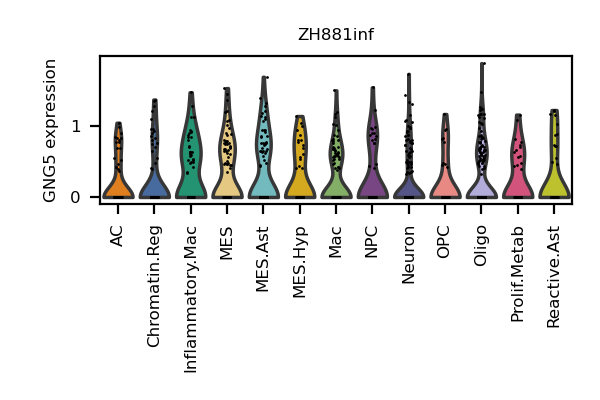 ZH881inf
GNG5 expression
1
0
AC
Chromatin.Reg
Inflammatory.Mac
MES
MES.Ast
MES.Hyp
Mac
NPC
Neuron
OPC
Oligo
Prolif.Metab
Reactive.Ast